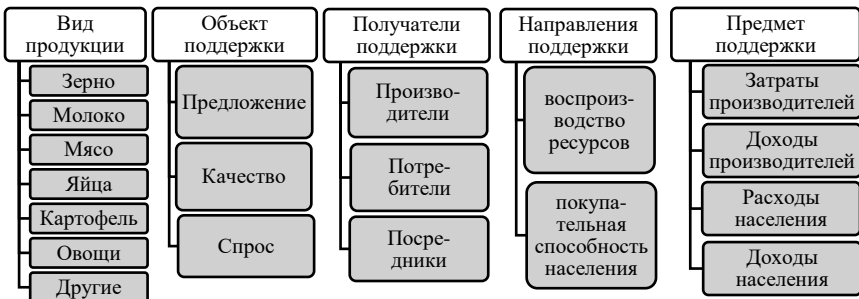 Вид
продукции
Зерно
Молоко
Мясо
Яйца
Картофель
Овощи
Другие
Объект
поддержки
Предложение
Качество
Спрос
Получатели
поддержки
Произво-
дители
Потре-
бители
Посре-
дники
Направления
поддержки
воспроиз-
водство
ресурсов
покупа-
тельная
способность
населения
Предмет
поддержки
Затраты
производителей
Доходы
производителей
Расходы
населения
Доходы
населения